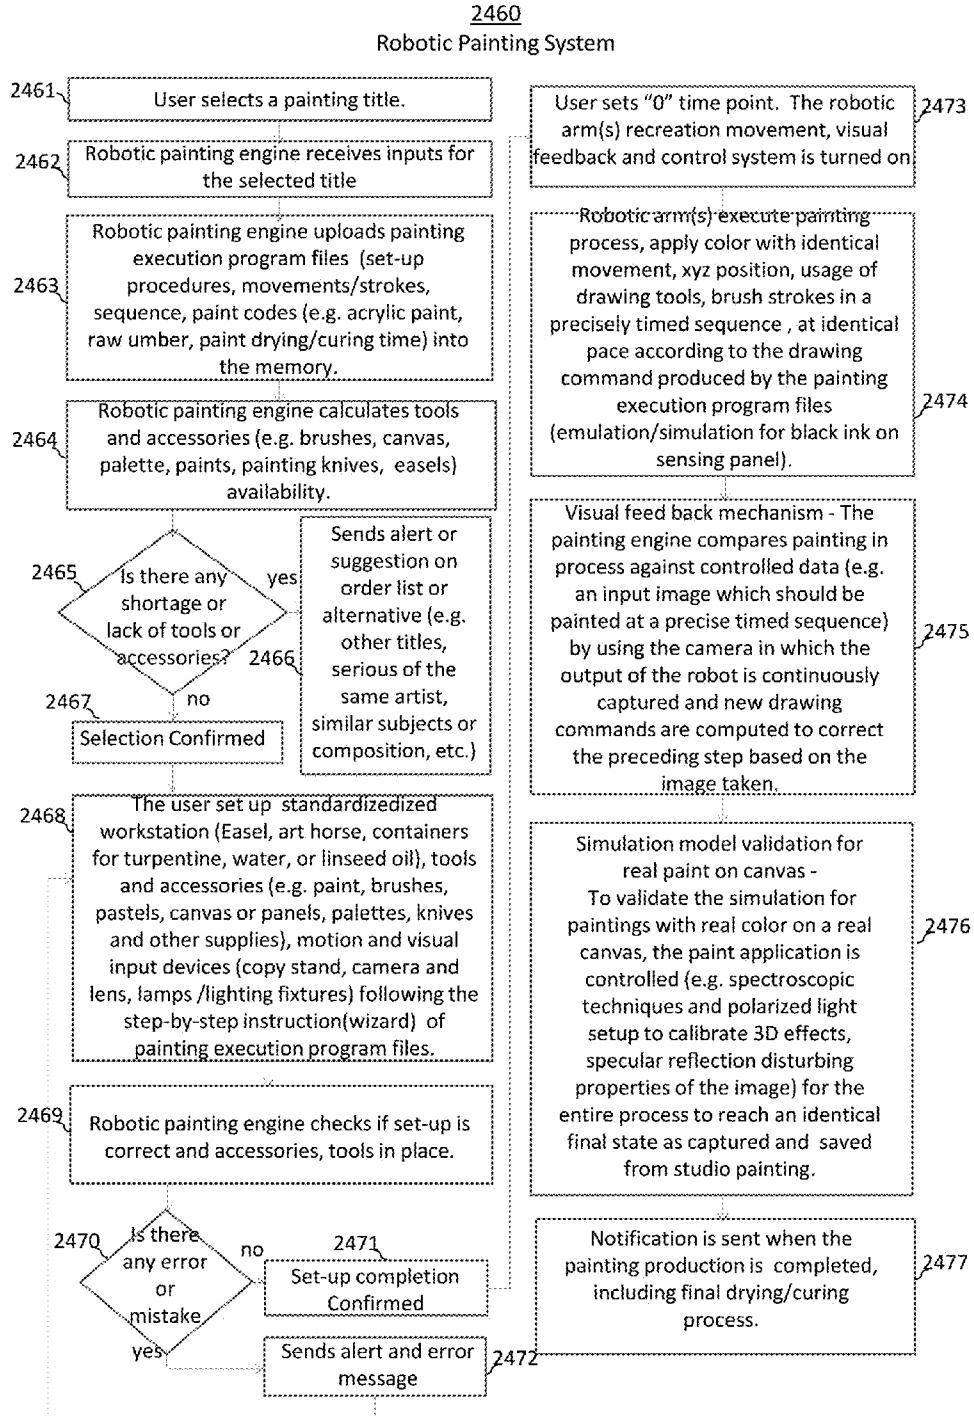 2460
Robotic Painting System
2461
User selects a painting title.
2462
Robotic painting engine receives inputs for
the selected title
2463
Robotic painting engine uploads painting
execution program files (set-up
procedures, movements/strokes,
sequence, paint codes (e.g. acrylic paint,
raw umber, paint drying/curing time) into
the memory.
2464
Robotic painting engine calculates tools
and accessories (e.g. brushes, canvas,
palette, paints, painting knives, easels)
availability.
2465
Is there any
shortage or
lack of tools or
accessories?
yes
no
2466
Sends alert or
suggestion on
order list or
alternative (e.g.
other titles,
serious of the
same artist,
similar subjects or
composition, etc.)
2467
Selection Confirmed
2468
The user set up standardizedized
workstation (Easel, art horse, containers
for turpentine, water, or linseed oil), tools
and accessories (e.g. paint, brushes,
pastels, canvas or panels, palettes, knives
and other supplies), motion and visual
input devices (copy stand, camera and
lens, lamps /lighting fixtures) following the
step-by-step instruction(wizard) of
painting execution program files.
2469
Robotic painting engine checks if set-up is
correct and accessories, tools in place.
2470
Is there
any error
or
mistake
no
yes
2471
Set-up completion
Confirmed
2472
Sends alert and error
message
2473
User sets “0” time point. The robotic
arm(s) recreation movement, visual
feedback and control system is turned on
2474
Robotic arm(s) execute painting
process, apply color with identical
movement, xyz position, usage of
drawing tools, brush strokes in a
precisely timed sequence , at identical
pace according to the drawing
command produced by the painting
execution program files
(emulation/simulation for black ink on
sensing panel).
2475
Visual feed back mechanism - The
painting engine compares painting in
process against controlled data (e.g.
an input image which should be
painted at a precise timed sequence)
by using the camera in which the
output of the robot is continuously
captured and new drawing
commands are computed to correct
the preceding step based on the
image taken.
2476
Simulation model validation for
real paint on canvas -
To validate the simulation for
paintings with real color on a real
canvas, the paint application is
controlled (e.g. spectroscopic
techniques and polarized light
setup to calibrate 3D effects,
specular reflection disturbing
properties of the image) for the
entire process to reach an identical
final state as captured and saved
from studio painting.
2477
Notification is sent when the
painting production is completed,
including final drying/curing
process.